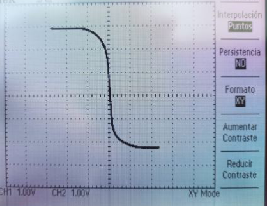 Interpolación
Puntos
Persistencia
NO
Formato
XY
Aumentar
Contraste
Reducir
Contraste
CH1 1.00V CH2 1.00V XY Mode